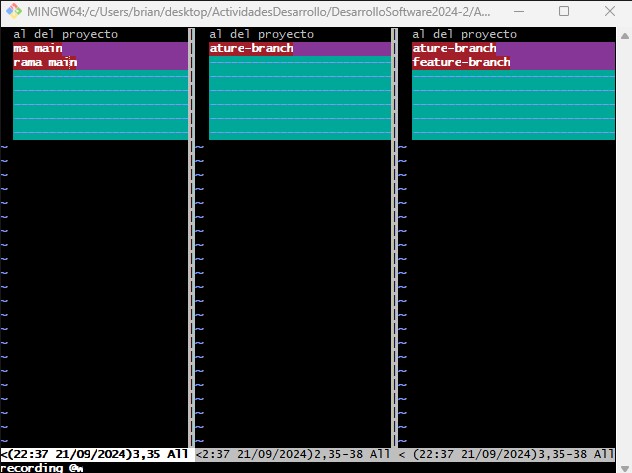 MINGW64:/c/Users/brian/desktop/ActividadesDesarrollo/DesarrolloSoftware2024-2/A...
al del proyecto
ma main
rama main
~
<(22:37 21/09/2024)3,35 All
al del proyecto
ature-branch
~
<2:37 21/09/2024)2,35-38 All
al del proyecto
ature-branch
feature-branch
~
< (22:37 21/09/2024)3,35-38 All
recording @w